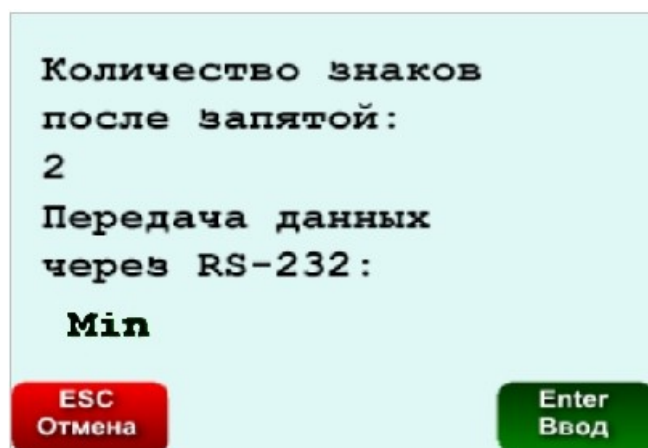 Количество знаков
после запятой:
2
Передача данных
через RS-232:
Min
ESC
Отмена
Enter
Ввод